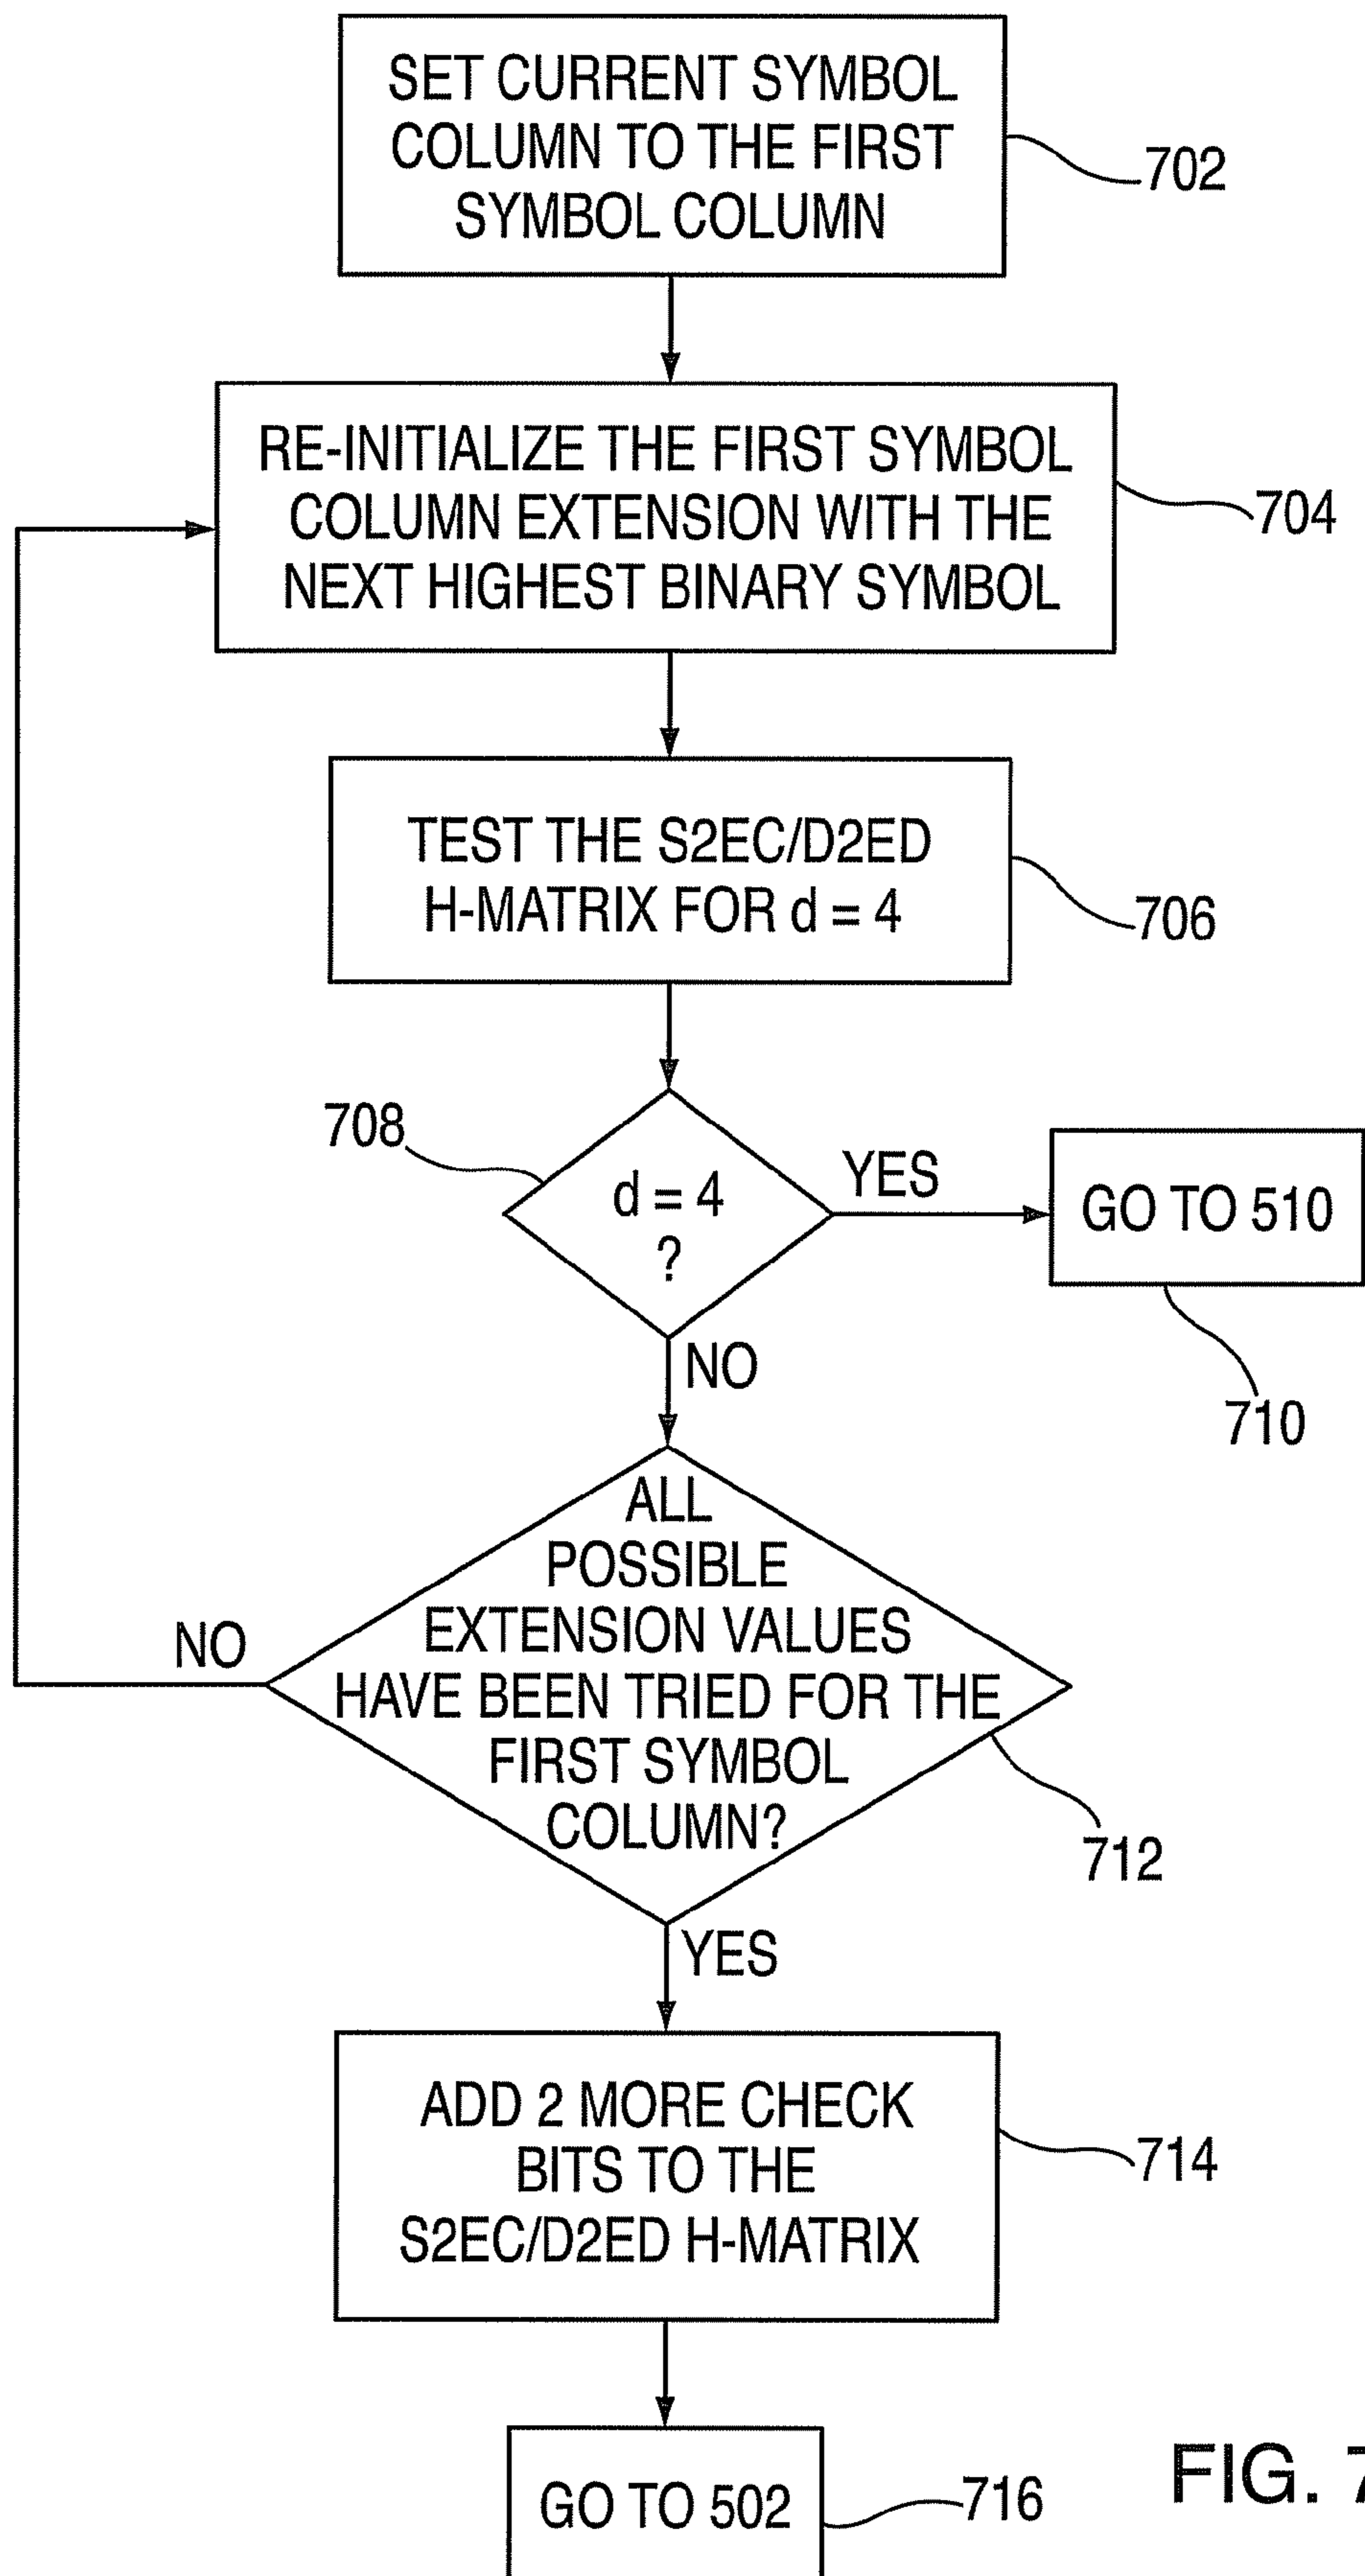 SET CURRENT SYMBOL
COLUMN TO THE FIRST
SYMBOL COLUMN
702
RE-INITIALIZE THE FIRST SYMBOL
COLUMN EXTENSION WITH THE
NEXT HIGHEST BINARY SYMBOL
704
TEST THE S2EC/D2ED
H-MATRIX FOR d = 4
706
708
d = 4
?
YES
GO TO 510
710
NO
ALL
POSSIBLE
EXTENSION VALUES
HAVE BEEN TRIED FOR THE
FIRST SYMBOL
COLUMN?
NO
712
YES
ADD 2 MORE CHECK
BITS TO THE
S2EC/D2ED H-MATRIX
714
GO TO 502
716
FIG. 7